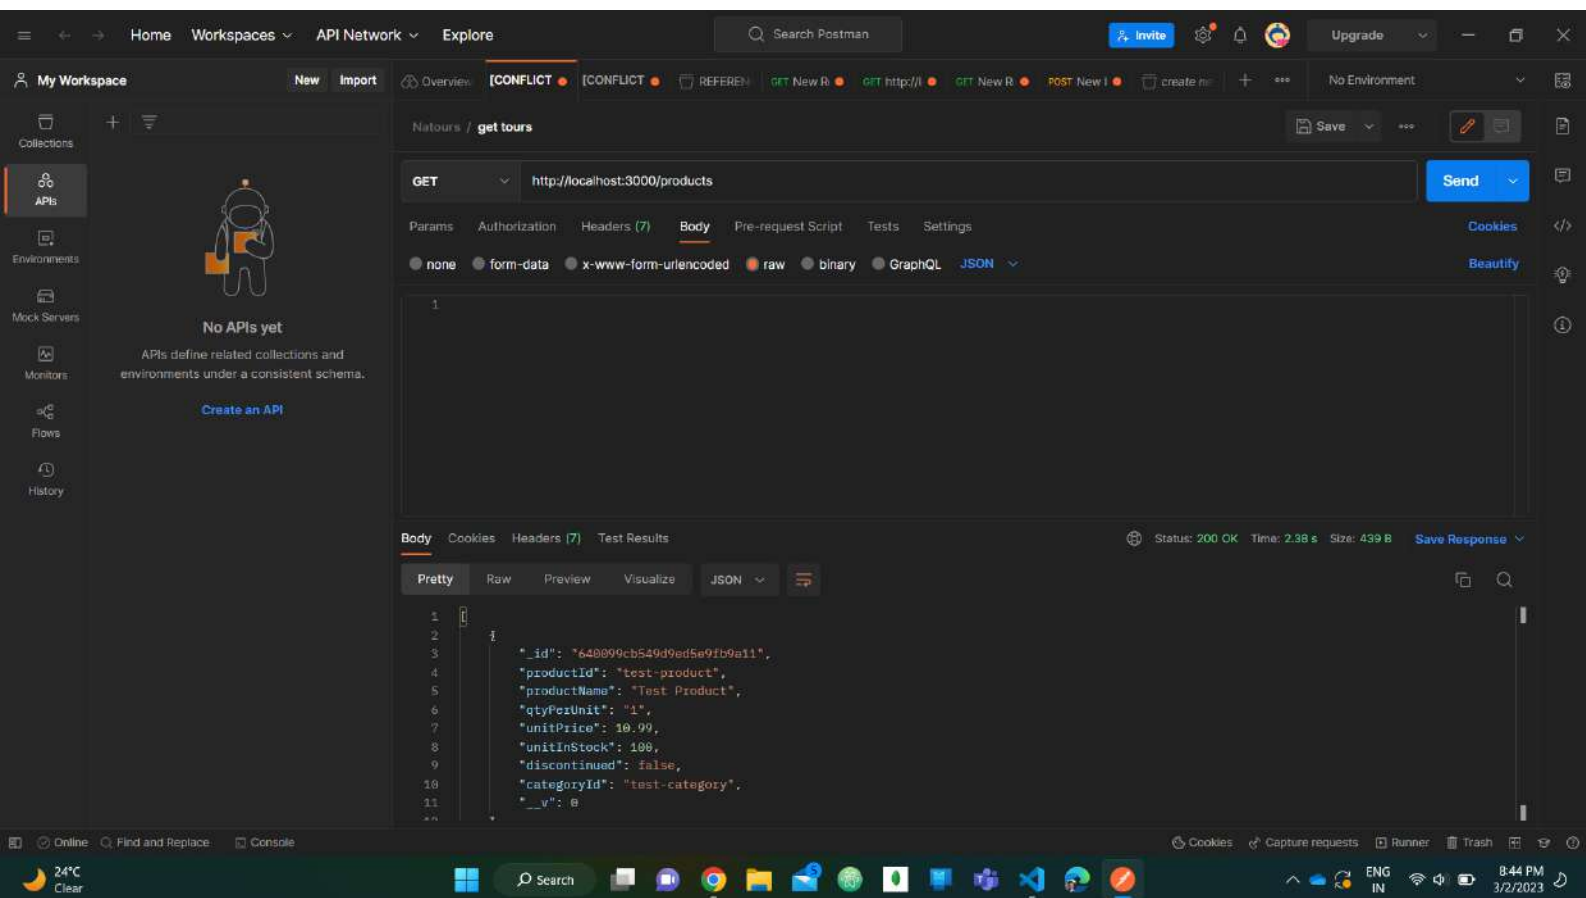 Home Workspaces API Network Explore Search Postman Invite Upgrade
My Workspace New Import Overview [CONFLICT [CONFLICT REFEREN GET New R GET http://l GET New R POST New l create ne No Environment
Natours / get tours Save
Collections
GET http://localhost:3000/products Send
APIs
Params Authorization Headers (7) Body Pre-request Script Tests Settings Cookies
Environments
none form-data x-www-form-urlencoded raw binary GraphQL JSON Beautify
1
Mock Servers
No APIs yet
APIs define related collections and
environments under a consistent schema.
Monitors
Create an API
Flows
History
Body Cookies Headers (7) Test Results Status: 200 OK Time: 2.38 s Size: 439 B Save Response
Pretty Raw Preview Visualize JSON
1 [
2 {
3 "_id": "640099cb549d9ed5e9fb9a11",
4 "productId": "test-product",
5 "productName": "Test Product",
6 "qtyPerUnit": "1",
7 "unitPrice": 10.99,
8 "unitInStock": 100,
9 "discontinued": false,
10 "categoryId": "test-category",
11 "__v": 0
Online Find and Replace Console Cookies Capture requests Runner Trash
24°C
Clear
Search
ENG
IN
8:44 PM
3/2/2023